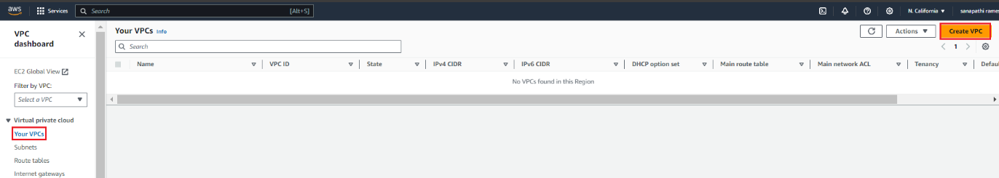 aws Services Search [Alt+S] N. California sanapathi rames
VPC dashboard
EC2 Global View
Filter by VPC:
Select a VPC
Virtual private cloud
Your VPCs
Subnets
Route tables
Internet gateways
Your VPCs Info Actions Create VPC
Search 1
Name VPC ID State IPv4 CIDR IPv6 CIDR DHCP option set Main route table Main network ACL Tenancy Defau
No VPCs found in this Region